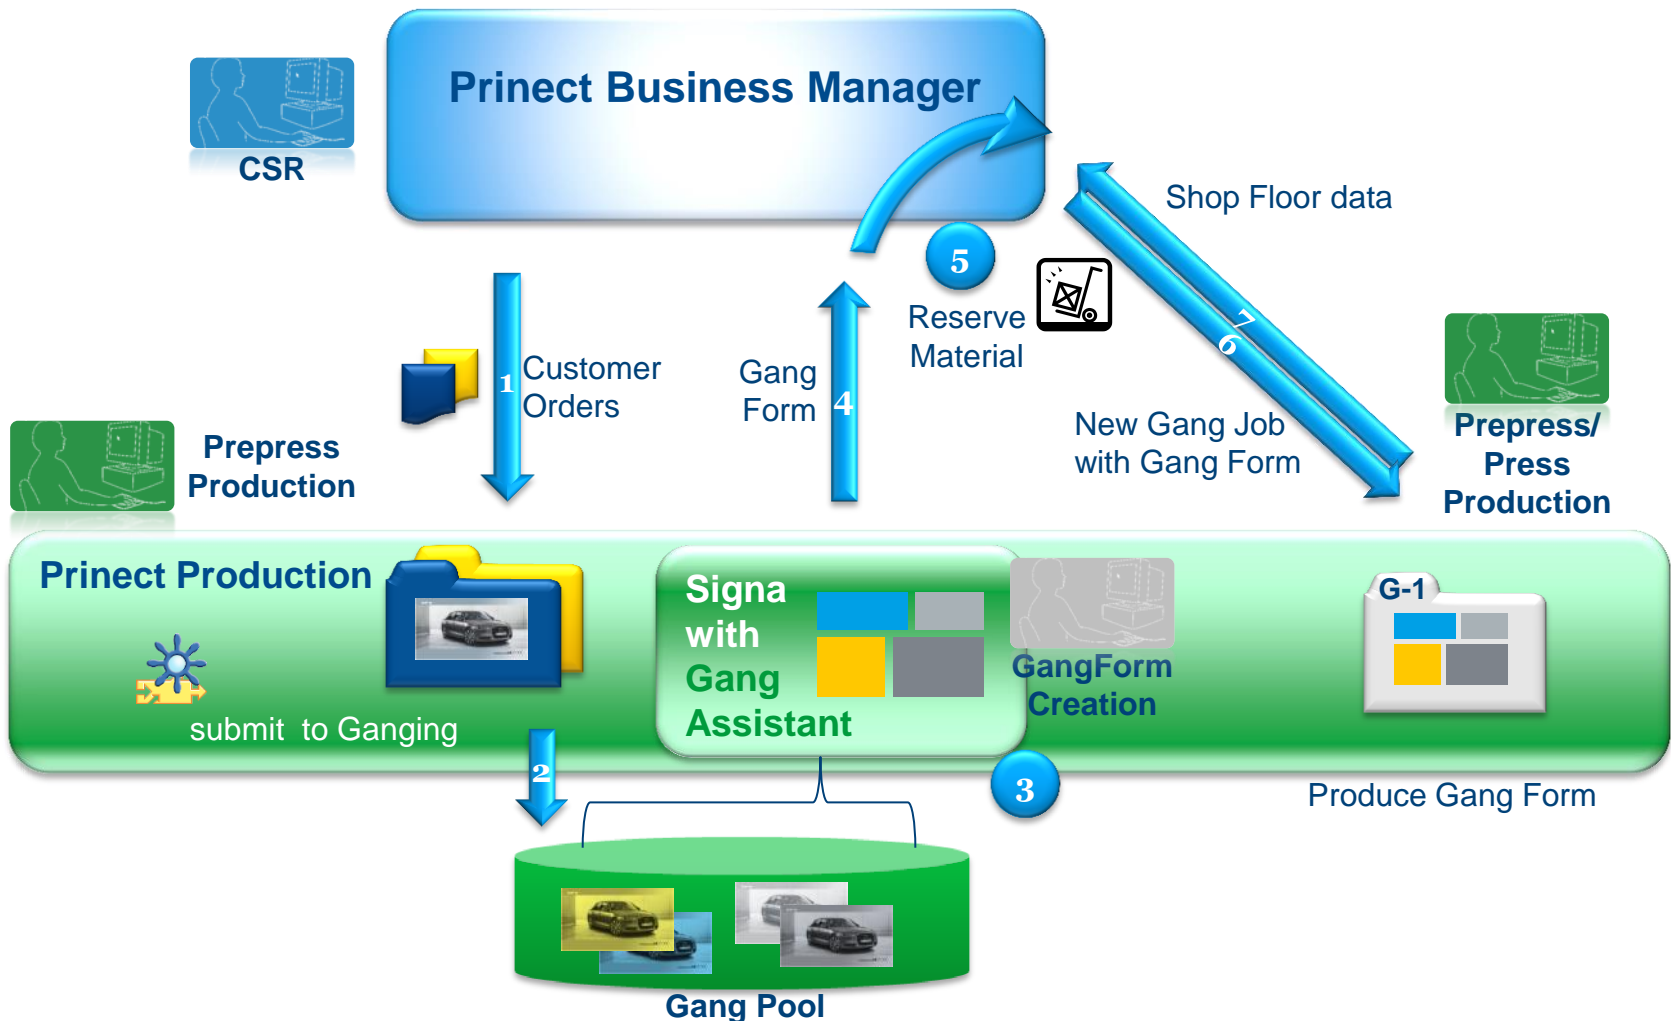 Prinect Business Manager
CSR
Shop Floor data
5
Reserve
Material
7
6
1
Customer
Orders
Gang
Form
4
New Gang Job
with Gang Form
Prepress/
Press
Production
Prepress
Production
Prinect Production
Signa
with
Gang
Assistant
GangForm
Creation
G-1
submit  to Ganging
2
3
Produce Gang Form
Gang Pool